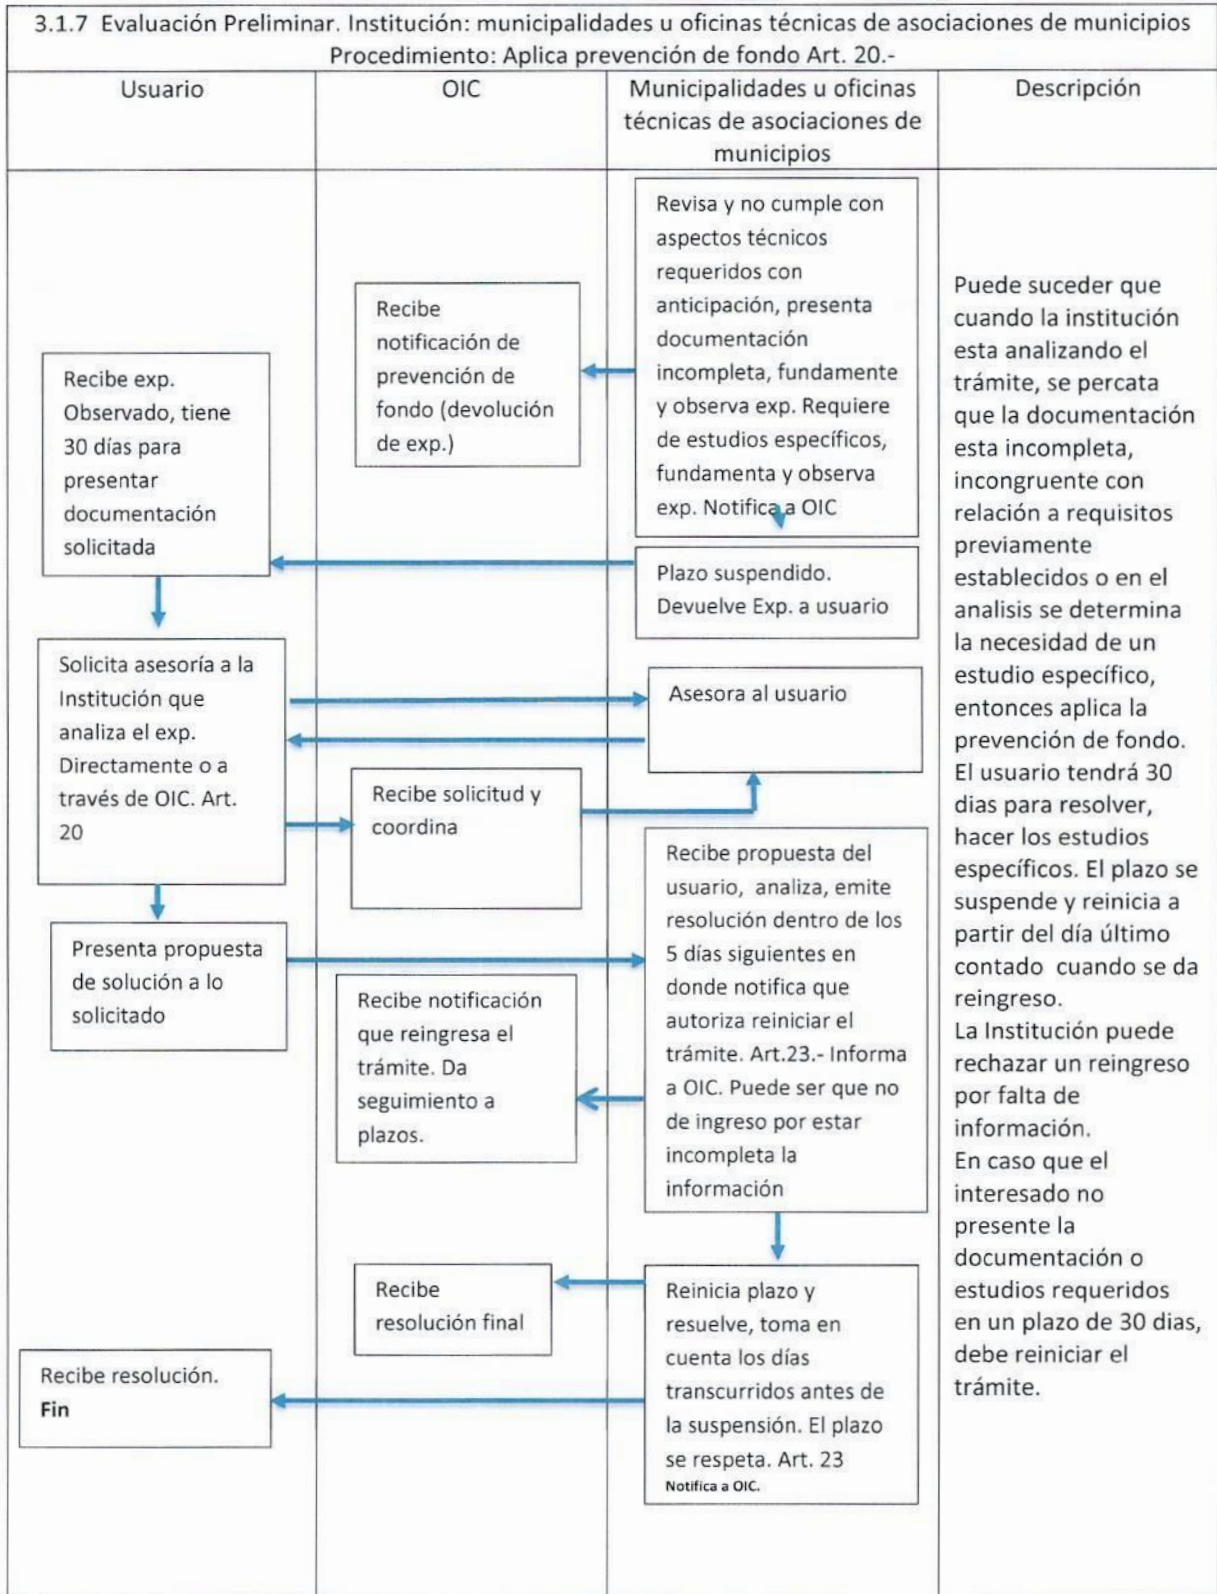 3.1.7 Evaluación Preliminar. Institución: municipalidades u oficinas técnicas de asociaciones de municipios
Procedimiento: Aplica prevención de fondo Art. 20.-
Usuario
OIC
Municipalidades u oficinas
técnicas de asociaciones de
municipios
Descripción
Revisa y no cumple con
aspectos técnicos
requeridos con
anticipación, presenta
documentación
incompleta, fundamente
y observa exp. Requiere
de estudios específicos,
fundamenta y observa
exp. Notifica a OIC
Recibe
notificación de
prevención de
fondo (devolución
de exp.)
Recibe exp.
Observado, tiene
30 días para
presentar
documentación
solicitada
Plazo suspendido.
Devuelve Exp. a usuario
Solicita asesoría a la
Institución que
analiza el exp.
Directamente o a
través de OIC. Art.
20
Asesora al usuario
Recibe solicitud y
coordina
Presenta propuesta
de solución a lo
solicitado
Recibe propuesta del
usuario, analiza, emite
resolución dentro de los
5 días siguientes en
donde notifica que
autoriza reiniciar el
trámite. Art.23.- Informa
a OIC. Puede ser que no
de ingreso por estar
incompleta la
información
Recibe notificación
que reingresa el
trámite. Da
seguimiento a
plazos.
Reinicia plazo y
resuelve, toma en
cuenta los días
transcurridos antes de
la suspensión. El plazo
se respeta. Art. 23
Notifica a OIC.
Recibe
resolución final
Recibe resolución.
Fin
Puede suceder que
cuando la institución
esta analizando el
trámite, se percata
que la documentación
esta incompleta,
incongruente con
relación a requisitos
previamente
establecidos o en el
analisis se determina
la necesidad de un
estudio específico,
entonces aplica la
prevención de fondo.
El usuario tendrá 30
dias para resolver,
hacer los estudios
específicos. El plazo se
suspende y reinicia a
partir del día último
contado cuando se da
reingreso.
La Institución puede
rechazar un reingreso
por falta de
información.
En caso que el
interesado no
presente la
documentación o
estudios requeridos
en un plazo de 30 dias,
debe reiniciar el
trámite.